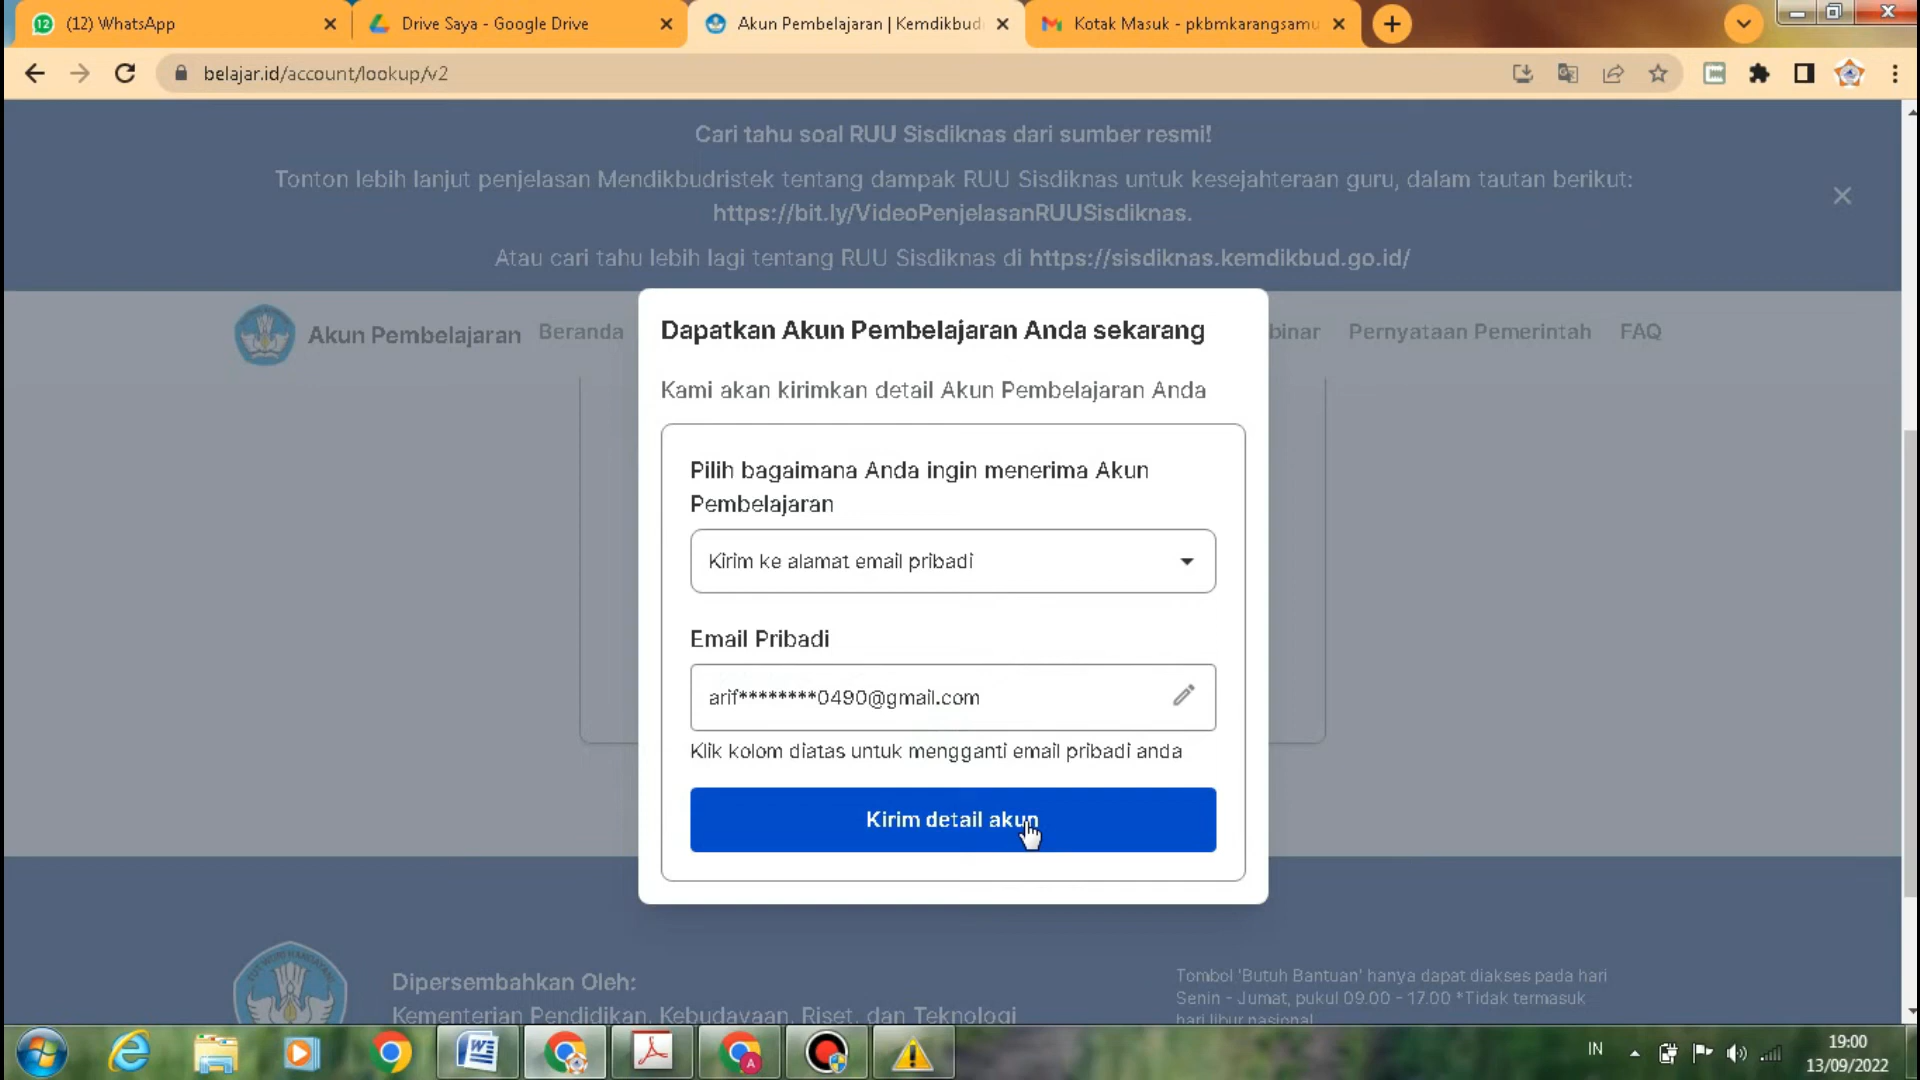 (12) WhatsApp
Drive Saya - Google Drive
Akun Pembelajaran | Kemdikbud
Kotak Masuk - pkbmkarangsamu
belajar.id/account/lookup/v2
Cari tahu soal RUU Sisdiknas dari sumber resmi!
Tonton lebih lanjut penjelasan Mendikbudristek tentang dampak RUU Sisdiknas untuk kesejahteraan guru, dalam tautan berikut:
https://bit.ly/VideoPenjelasanRUUSisdiknas.
Atau cari tahu lebih lagi tentang RUU Sisdiknas di https://sisdiknas.kemdikbud.go.id/
Akun Pembelajaran
Beranda
binar
Pernyataan Pemerintah
FAQ
Dapatkan Akun Pembelajaran Anda sekarang
Kami akan kirimkan detail Akun Pembelajaran Anda
Pilih bagaimana Anda ingin menerima Akun
Pembelajaran
Kirim ke alamat email pribadi
Email Pribadi
arif********0490@gmail.com
Klik kolom diatas untuk mengganti email pribadi anda
Kirim detail akun
Dipersembahkan Oleh:
Kementerian Pendidikan, Kebudayaan, Riset, dan Teknologi
Tombol 'Butuh Bantuan' hanya dapat diakses pada hari
Senin - Jumat, pukul 09.00 - 17.00 *Tidak termasuk
hari libur nasional
IN
19:00
13/09/2022